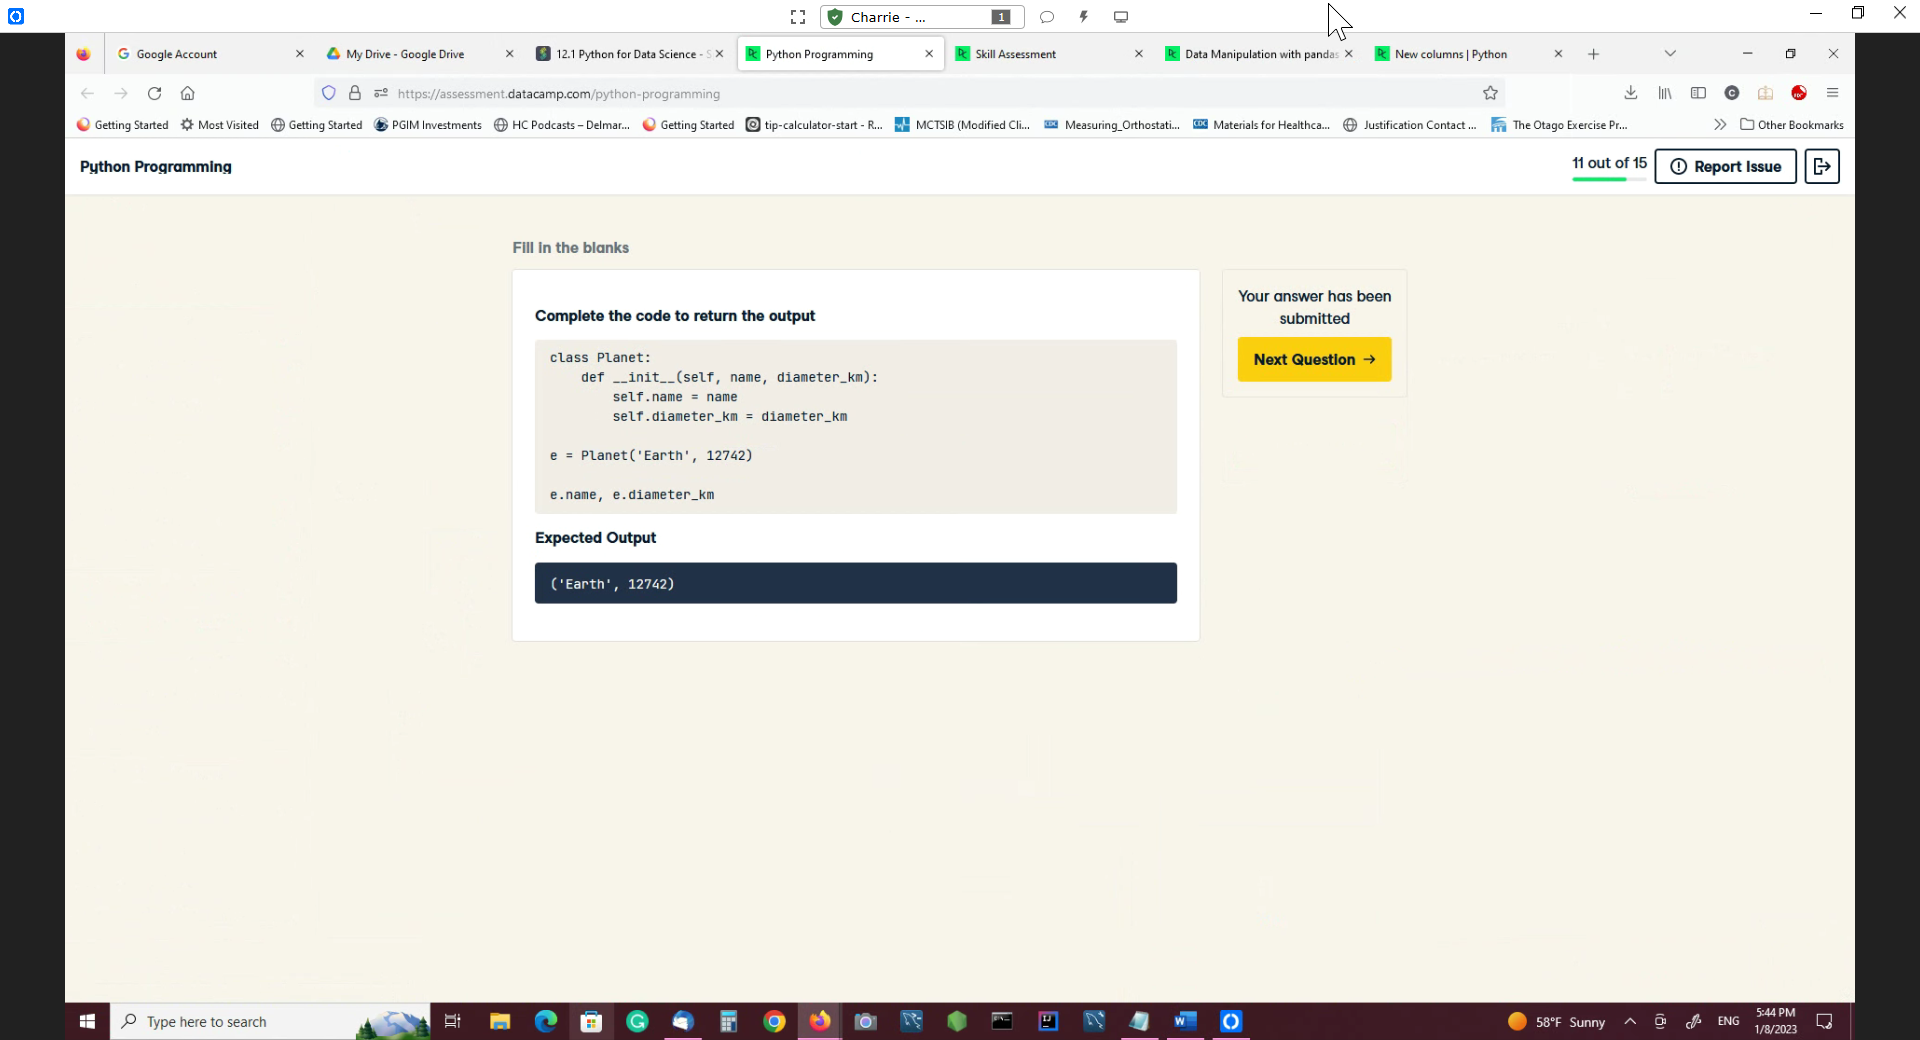 Charrie - ...
1
Google Account
My Drive - Google Drive
12.1 Python for Data Science - S
Python Programming
Skill Assessment
Data Manipulation with pandas
New columns | Python
https://assessment.datacamp.com/python-programming
Getting Started
Most Visited
Getting Started
PGIM Investments
HC Podcasts – Delmar...
Getting Started
tip-calculator-start - R...
MCTSIB (Modified Cli...
Measuring_Orthostati...
Materials for Healthca...
Justification Contact ...
The Otago Exercise Pr...
Other Bookmarks
Python Programming
11 out of 15
Report Issue
Fill in the blanks
Complete the code to return the output
class Planet:
def __init__(self, name, diameter_km):
self.name = name
self.diameter_km = diameter_km
e = Planet('Earth', 12742)
e.name, e.diameter_km
Expected Output
('Earth', 12742)
Your answer has been
submitted
Next Question →
Type here to search
58°F Sunny
ENG
5:44 PM
1/8/2023